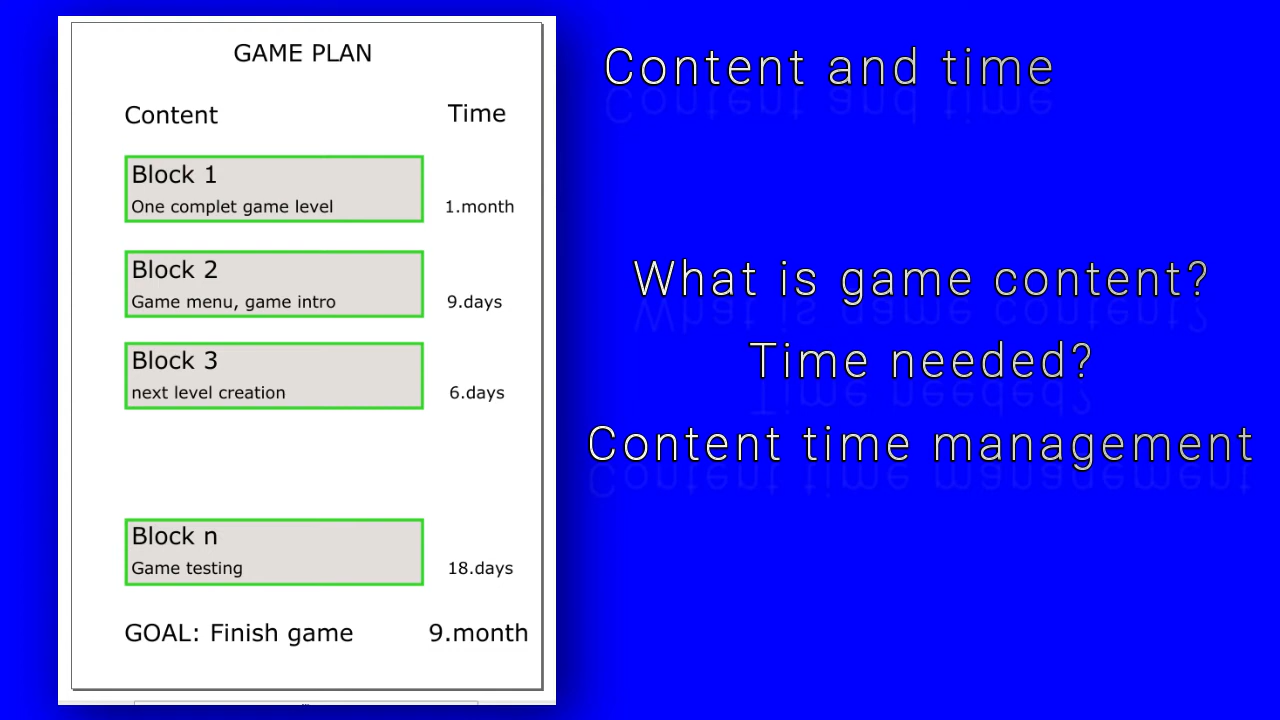 GAME PLAN
Content Time
Block 1
One complet game level 1.month
Block 2
Game menu, game intro 9.days
Block 3
next level creation 6.days
Block n
Game testing 18.days
GOAL: Finish game 9.month
Content and time
What is game content?
Time needed?
Content time management